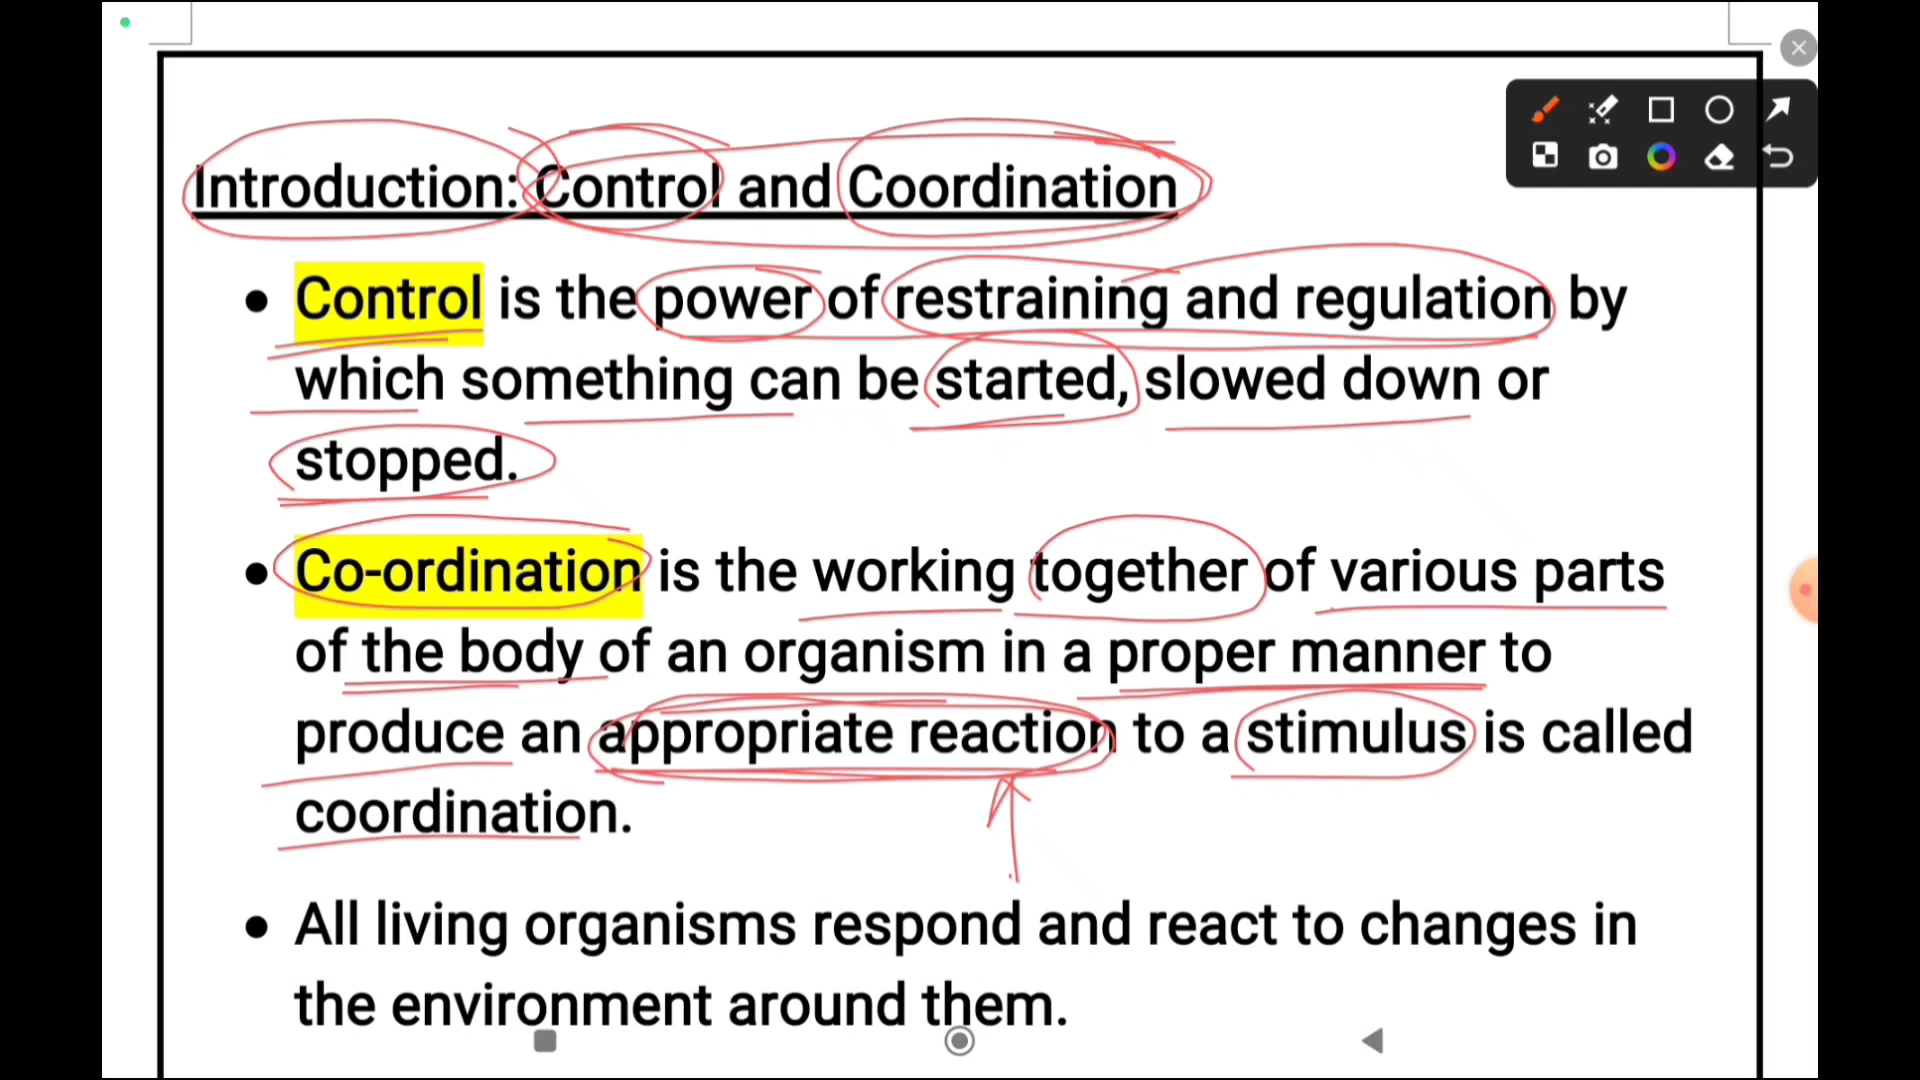 Introduction: Control and Coordination
• Control is the power of restraining and regulation by
which something can be started, slowed down or
stopped.
• Co-ordination is the working together of various parts
of the body of an organism in a proper manner to
produce an appropriate reaction to a stimulus is called
coordination.
• All living organisms respond and react to changes in
the environment around them.